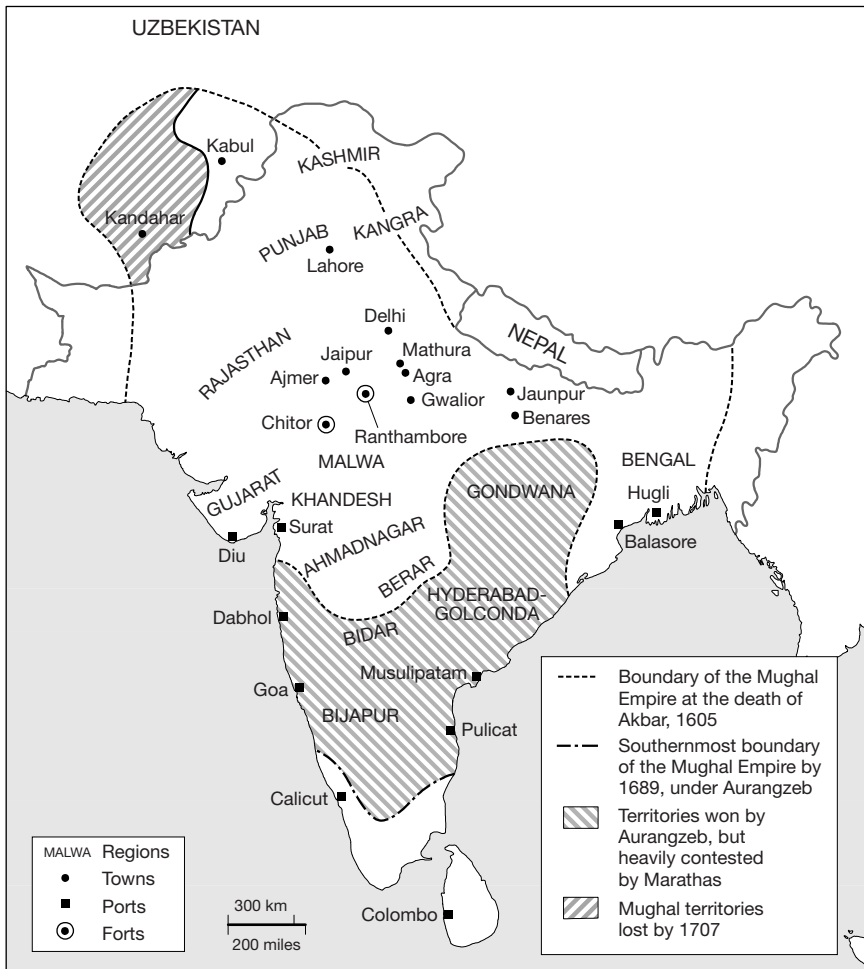 UZBEKISTAN
Kabul
KASHMIR
Kandahar
PUNJAB
KANGRA
Lahore
Delhi
NEPAL
RAJASTHAN
Jaipur
Mathura
Ajmer
Agra
Jaunpur
Gwalior
Benares
Chitor
Ranthambore
MALWA
BENGAL
GONDWANA
GUJARAT
KHANDESH
Hugli
Surat
Balasore
Diu
AHMADNAGAR
BERAR
HYDERABAD-
GOLCONDA
Dabhol
BIDAR
Musulipatam
Goa
BIJAPUR
Pulicat
Calicut
Colombo
MALWA Regions
Towns
Ports
Forts
300 km
200 miles
Boundary of the Mughal
Empire at the death of
Akbar, 1605
Southernmost boundary
of the Mughal Empire by
1689, under Aurangzeb
Territories won by
Aurangzeb, but
heavily contested
by Marathas
Mughal territories
lost by 1707